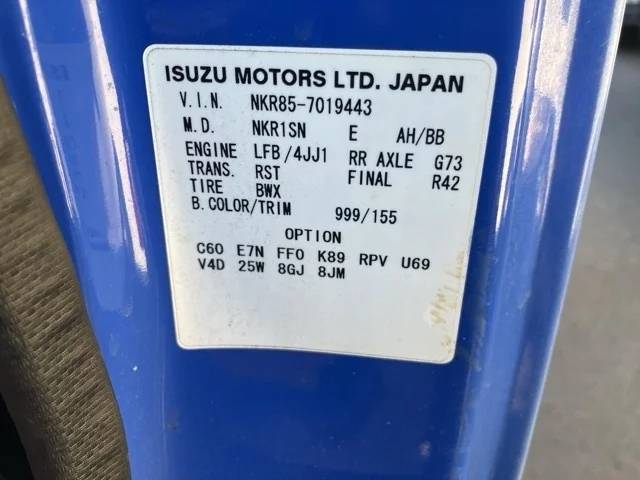 ISUZU MOTORS LTD. JAPAN
V.I.N. NKR85-7019443
M.D. NKR1SN E AH/BB
ENGINE LFB/4JJ1 RR AXLE G73
TRANS. RST FINAL R42
TIRE BWX
B.COLOR/TRIM 999/155
OPTION
C60 E7N FF0 K89 RPV U69
V4D 25W 8GJ 8JM